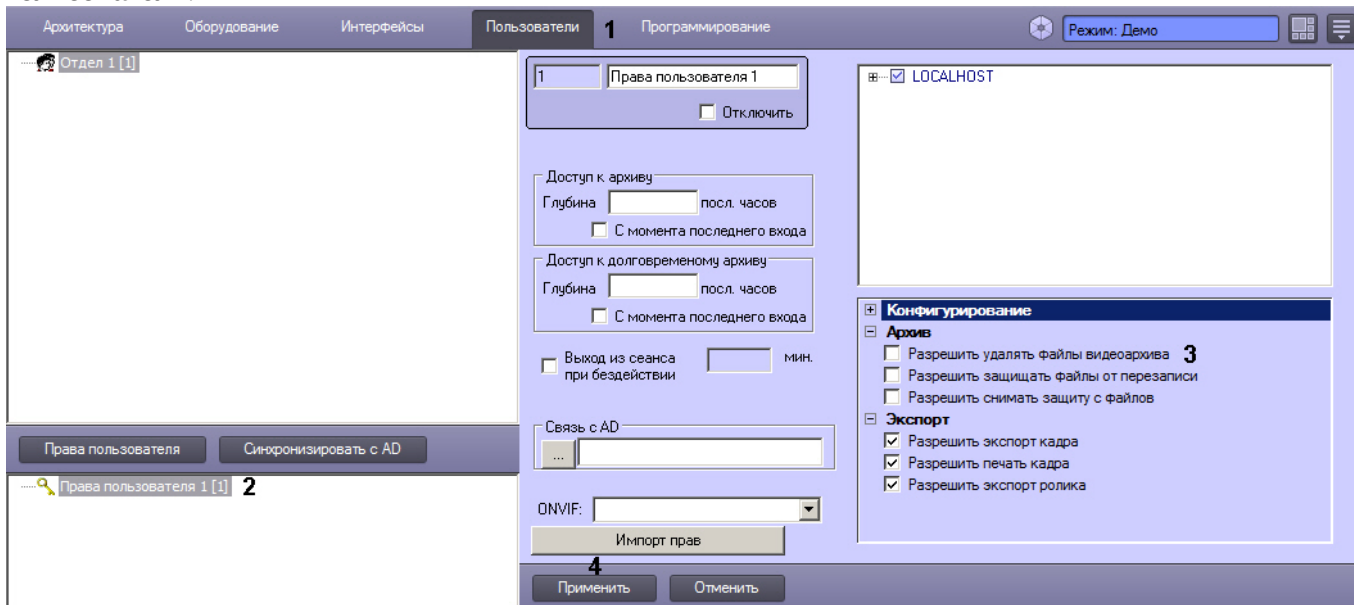 Архитектура Оборудование Интерфейсы Пользователи 1 Программирование Режим: Демо
Отдел 1 [1]
1 Права пользователя 1
Отключить
Доступ к архиву
Глубина посл. часов
С момента последнего входа
Доступ к долговременому архиву
Глубина посл. часов
С момента последнего входа
Выход из сеанса мин.
при бездействии
Связь с AD
...
ONVIF:
Импорт прав
4
Применить Отменить
LOCALHOST
Конфигурирование
Архив
Разрешить удалять файлы видеоархива 3
Разрешить защищать файлы от перезаписи
Разрешить снимать защиту с файлов
Экспорт
Разрешить экспорт кадра
Разрешить печать кадра
Разрешить экспорт ролика
Права пользователя Синхронизировать с AD
Права пользователя 1 [1] 2